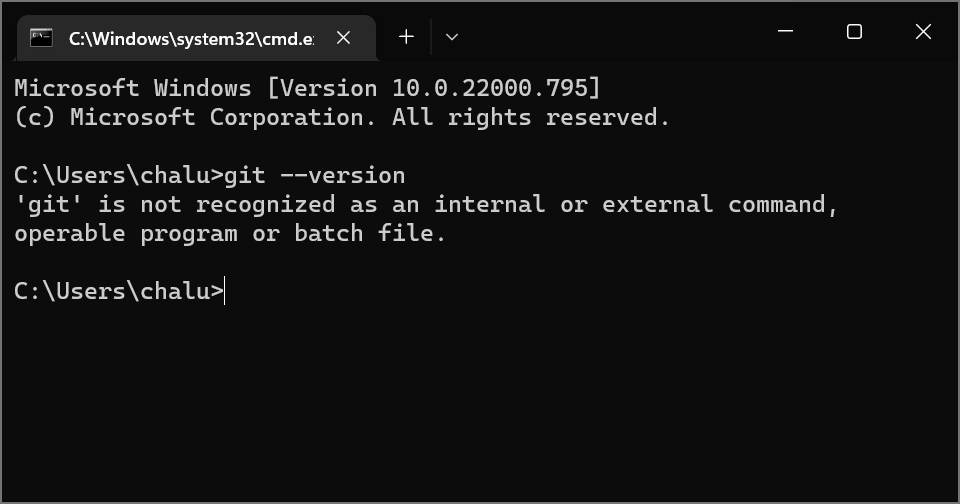 C:\Windows\system32\cmd.e
Microsoft Windows [Version 10.0.22000.795]
(c) Microsoft Corporation. All rights reserved.
C:\Users\chalu>git --version
'git' is not recognized as an internal or external command,
operable program or batch file.
C:\Users\chalu>